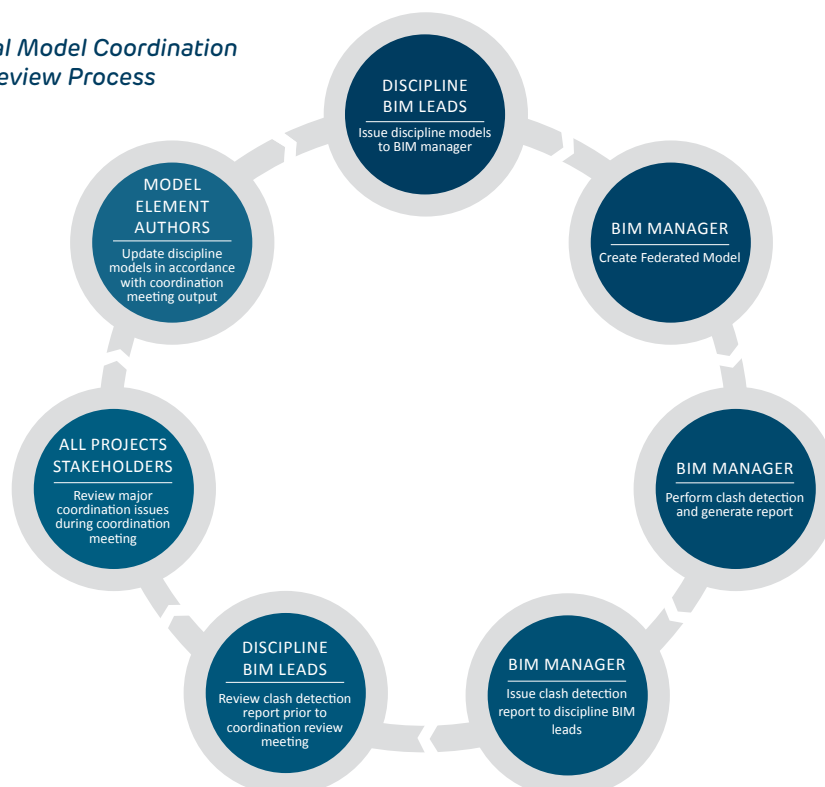 Model Coordination
Process
DISCIPLINE
BIM LEADS
Issue discipline models
to BIM manager
BIM MANAGER
Create Federated Model
BIM MANAGER
Perform clash detection
and generate report
BIM MANAGER
Issue clash detection
report to discipline BIM
leads
DISCIPLINE
BIM LEADS
Review clash detection
report prior to
coordination review
meeting
ALL PROJECTS
STAKEHOLDERS
Review major
coordination issues
during coordination
meeting
MODEL
ELEMENT
AUTHORS
Update discipline
models in accordance
with coordination
meeting output